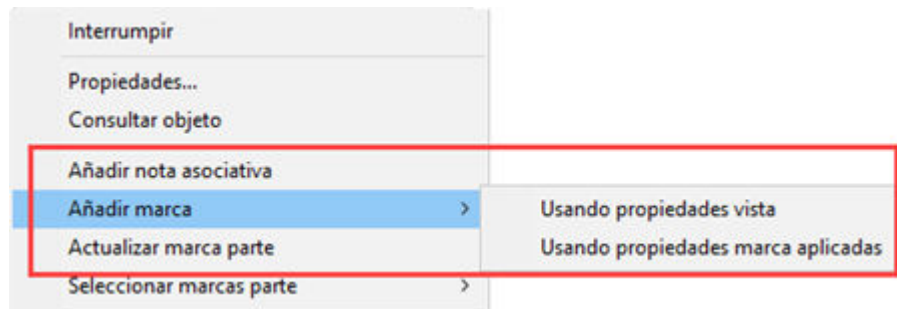 Interrumpir
Propiedades...
Consultar objeto
Añadir nota asociativa
Añadir marca >
Usando propiedades vista
Actualizar marca parte
Usando propiedades marca aplicadas
Seleccionar marcas parte >